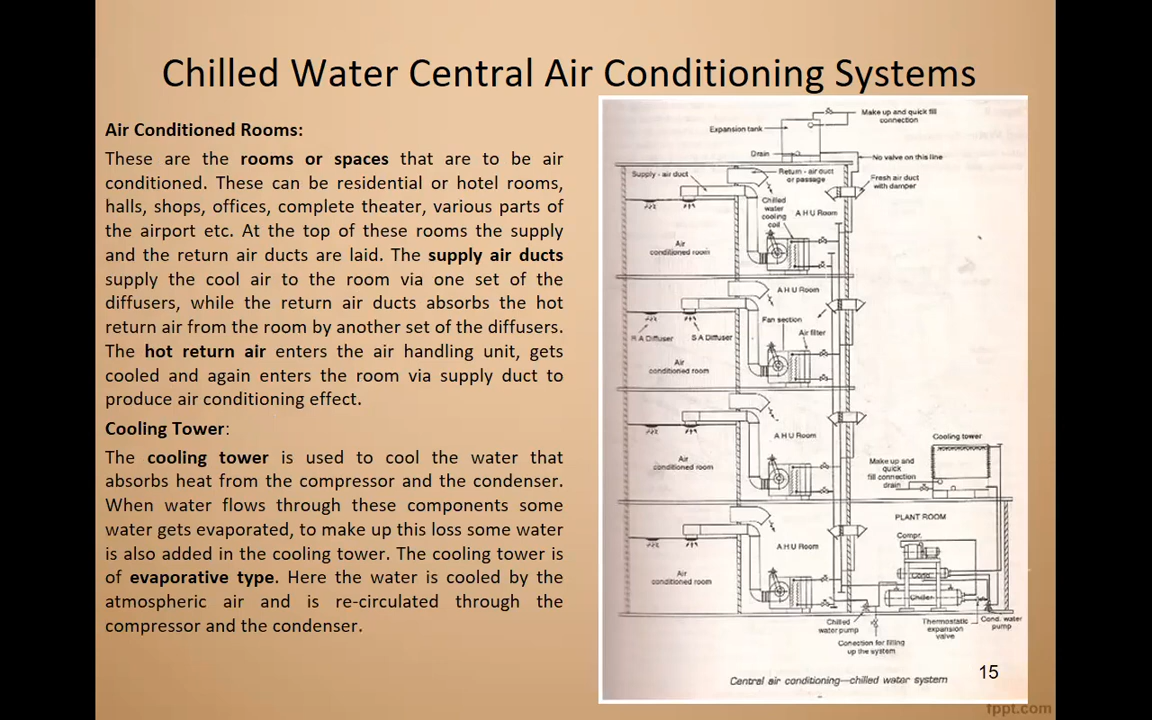 Chilled Water Central Air Conditioning Systems
Air Conditioned Rooms:
These are the rooms or spaces that are to be air
conditioned. These can be residential or hotel rooms,
halls, shops, offices, complete theater, various parts of
the airport etc. At the top of these rooms the supply
and the return air ducts are laid. The supply air ducts
supply the cool air to the room via one set of the
diffusers, while the return air ducts absorbs the hot
return air from the room by another set of the diffusers.
The hot return air enters the air handling unit, gets
cooled and again enters the room via supply duct to
produce air conditioning effect.
Cooling Tower:
The cooling tower is used to cool the water that
absorbs heat from the compressor and the condenser.
When water flows through these components some
water gets evaporated, to make up this loss some water
is also added in the cooling tower. The cooling tower is
of evaporative type. Here the water is cooled by the
atmospheric air and is re-circulated through the
compressor and the condenser.
Make up and quick fill
connection
Expansion tank
Drain
No valve on this line
Supply - air duct
Return - air duct
or passage
Fresh air duct
with damper
Chilled
water
cooling
coil
A H U Room
Air
conditioned room
A H U Room
Fan section
Air filter
R A Diffuser
S A Diffuser
Air
conditioned room
A H U Room
Air
conditioned room
Cooling tower
Make up and
quick
fill connection
drain
PLANT ROOM
A H U Room
Air
conditioned room
Compr.
Cond.
Chiller
Chilled
water pump
Conection for filling
up the system
Thermostatic
expansion
valve
Cond. water
pump
Central air conditioning—chilled water system
15
fppt.com